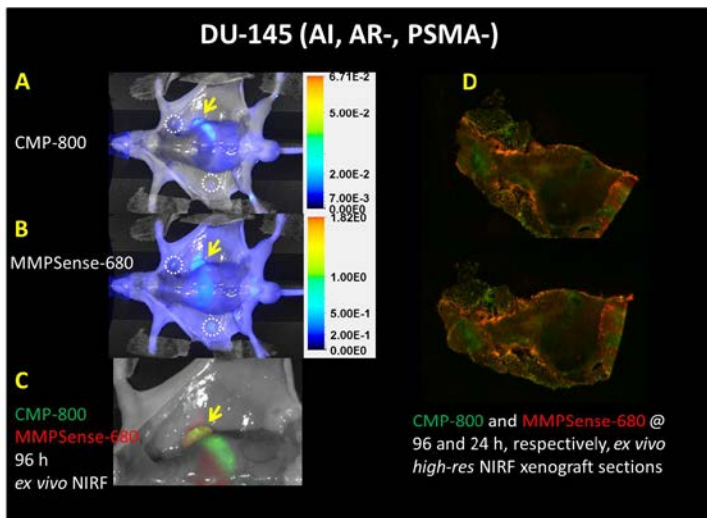 DU-145 (AI, AR-, PSMA-)
A
CMP-800
6.71E-2
5.00E-2
2.00E-2
7.00E-3
0.00E0
B
MMPSense-680
1.82E0
1.00E0
5.00E-1
2.00E-1
0.00E0
C
CMP-800
MMPSense-680
96 h
ex vivo NIRF
D
CMP-800 and MMPSense-680 @
96 and 24 h, respectively, ex vivo
high-res NIRF xenograft sections